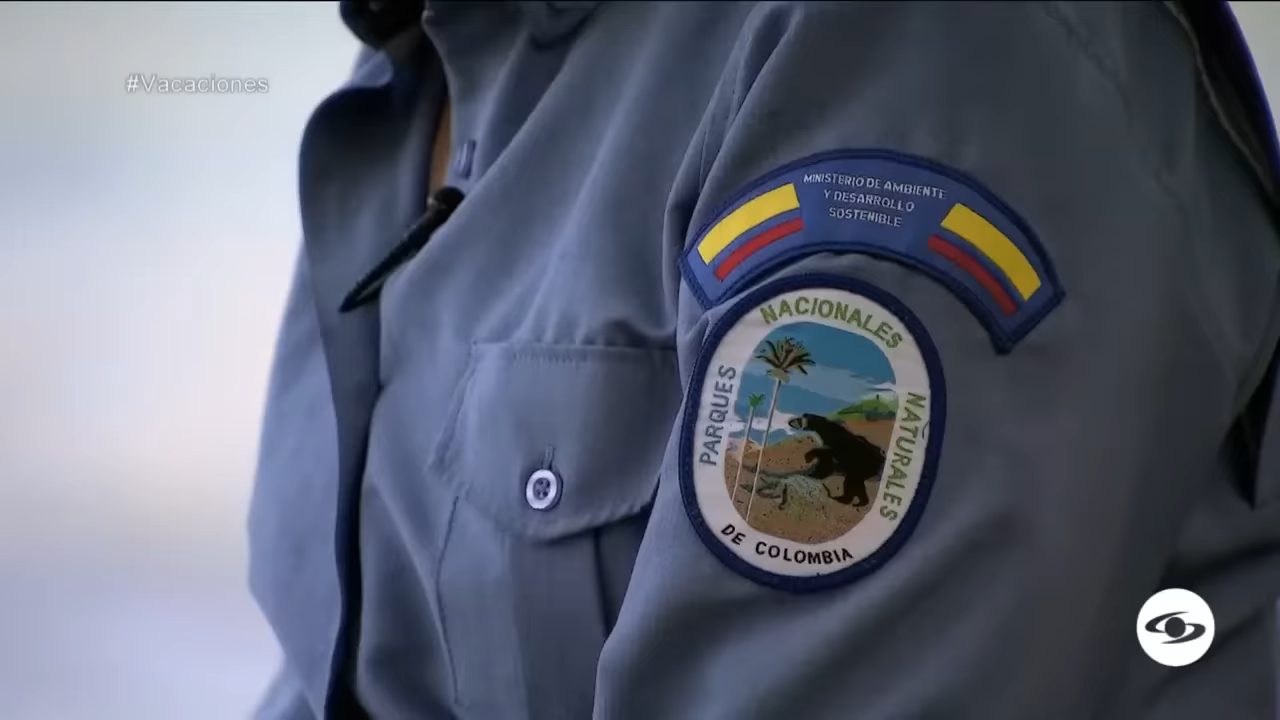 #Vacaciones
MINISTERIO DE AMBIENTE
Y DESARROLLO
SOSTENIBLE
PARQUES
NACIONALES
NATURALES
DE COLOMBIA